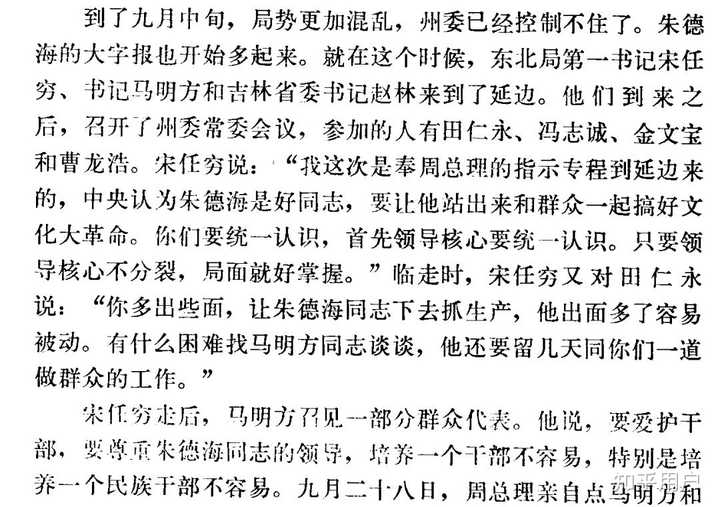 到了九月中旬，局势更加混乱，州委已经控制不住了。朱德
海的大字报也开始多起来。就在这个时候，东北局第一书记宋任
穷、书记马明方和吉林省委书记赵林来到了延边。他们到来之
后，召开了州委常委会议，参加的人有田仁永、冯志诚、金文宝
和曹龙浩。宋任穷说：“我这次是奉周总理的指示专程到延边来
的，中央认为朱德海是好同志，要让他站出来和群众一起搞好文
化大革命。你们要统一认识，首先领导核心要统一认识。只要领
导核心不分裂，局面就好掌握。”临走时，宋任穷又对田仁永
说：“你多出些面，让朱德海同志下去抓生产，他出面多了容易
被动。有什么困难找马明方同志谈谈，他还要留几天同你们一道
做群众的工作。”
宋任穷走后，马明方召见一部分群众代表。他说，要爱护干
部，要尊重朱德海同志的领导，培养一个干部不容易，特别是培
养一个民族干部不容易。九月二十八日，周总理亲自点马明方和
知乎用户